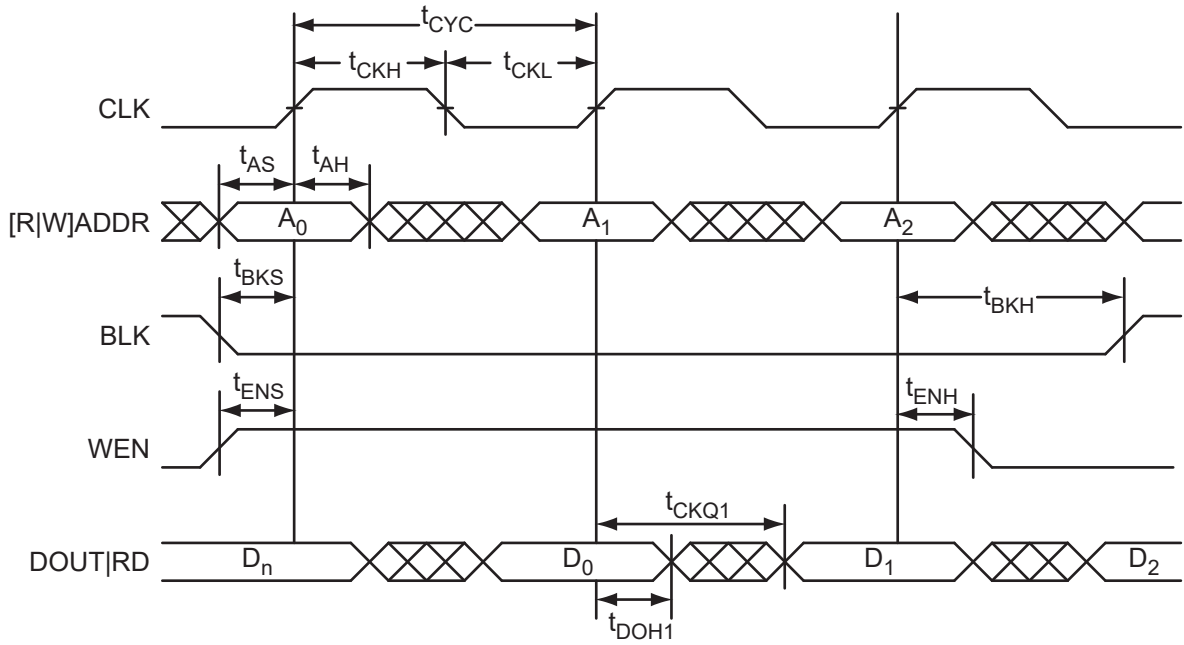 tCYC
tCKH tCKL
CLK
tAS tAH
[R|W]ADDR A0 A1 A2
tBKS tBKH
BLK
tENS tENH
WEN
tCKQ1
DOUT|RD Dn D0 D1 D2
tDOH1